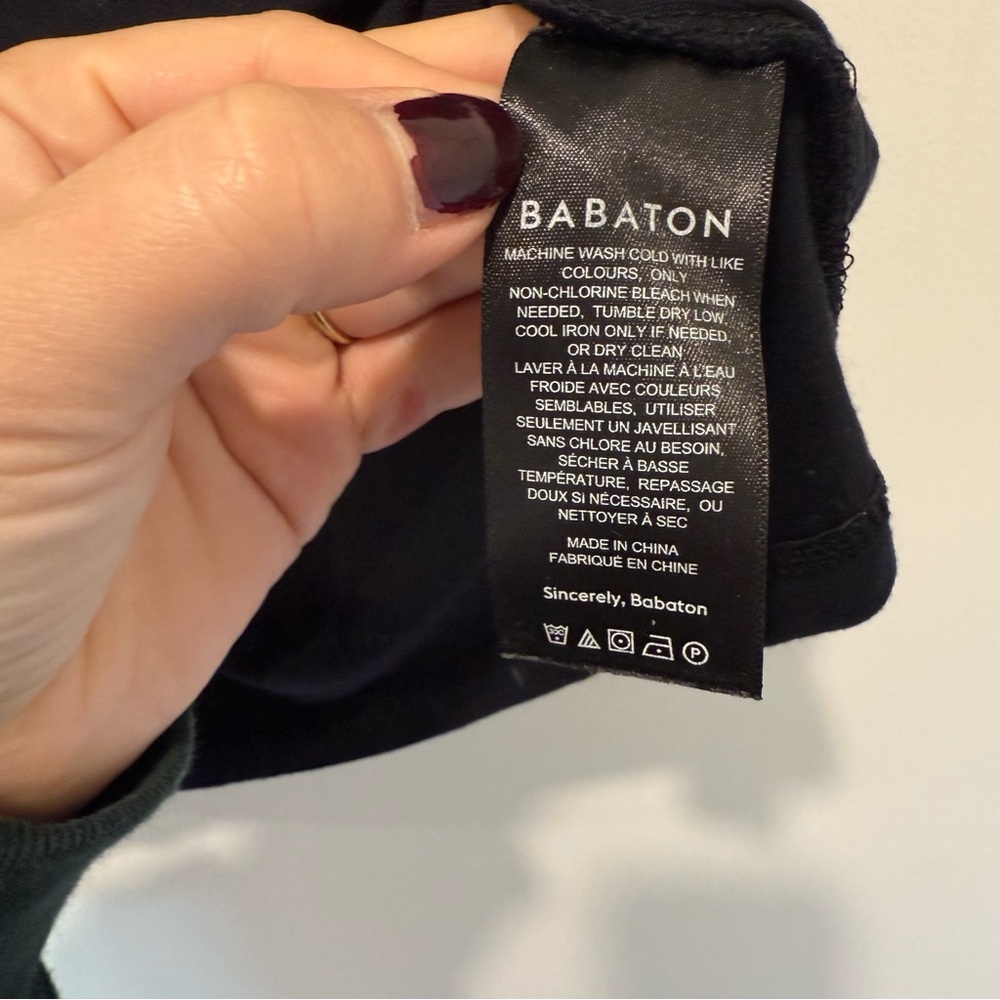 BABATON
MACHINE WASH COLD WITH LIKE
COLOURS, ONLY
NON-CHLORINE BLEACH WHEN
NEEDED, TUMBLE DRY LOW,
COOL IRON ONLY IF NEEDED,
OR DRY CLEAN
LAVER À LA MACHINE À L'EAU
FROIDE AVEC COULEURS
SEMBLABLES, UTILISER
SEULEMENT UN JAVELLISANT
SANS CHLORE AU BESOIN,
SÉCHER À BASSE
TEMPÉRATURE, REPASSAGE
DOUX Si NÉCESSAIRE, OU
NETTOYER À SEC
MADE IN CHINA
FABRIQUÉ EN CHINE
Sincerely, Babaton
30C P